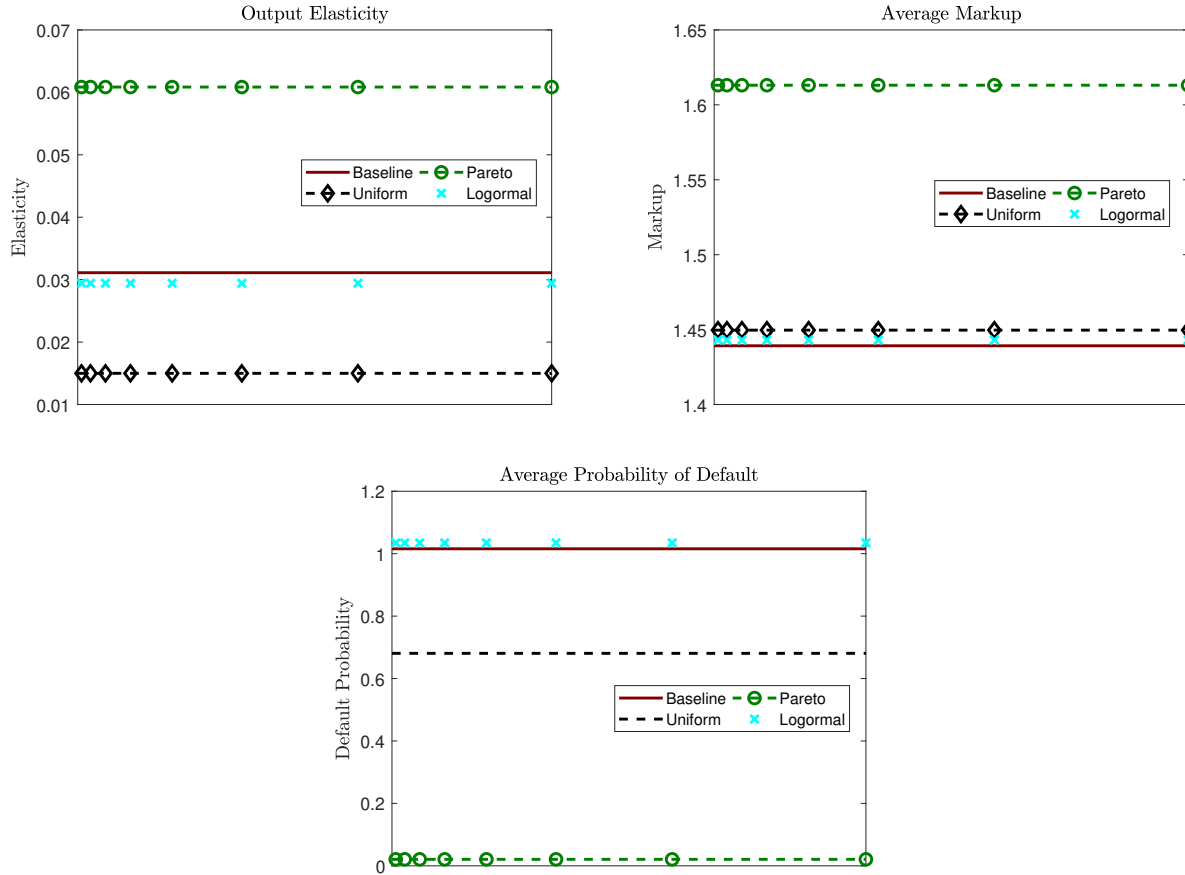 Output Elasticity
0.07
0.06
0.05
0.04
0.03
0.02
0.01
Elasticity
Baseline Pareto
Uniform Logormal
Average Markup
1.65
1.6
1.55
1.5
1.45
1.4
Markup
Baseline Pareto
Uniform Logormal
Average Probability of Default
1.2
1
0.8
0.6
0.4
0.2
0
Default Probability
Baseline Pareto
Uniform Logormal